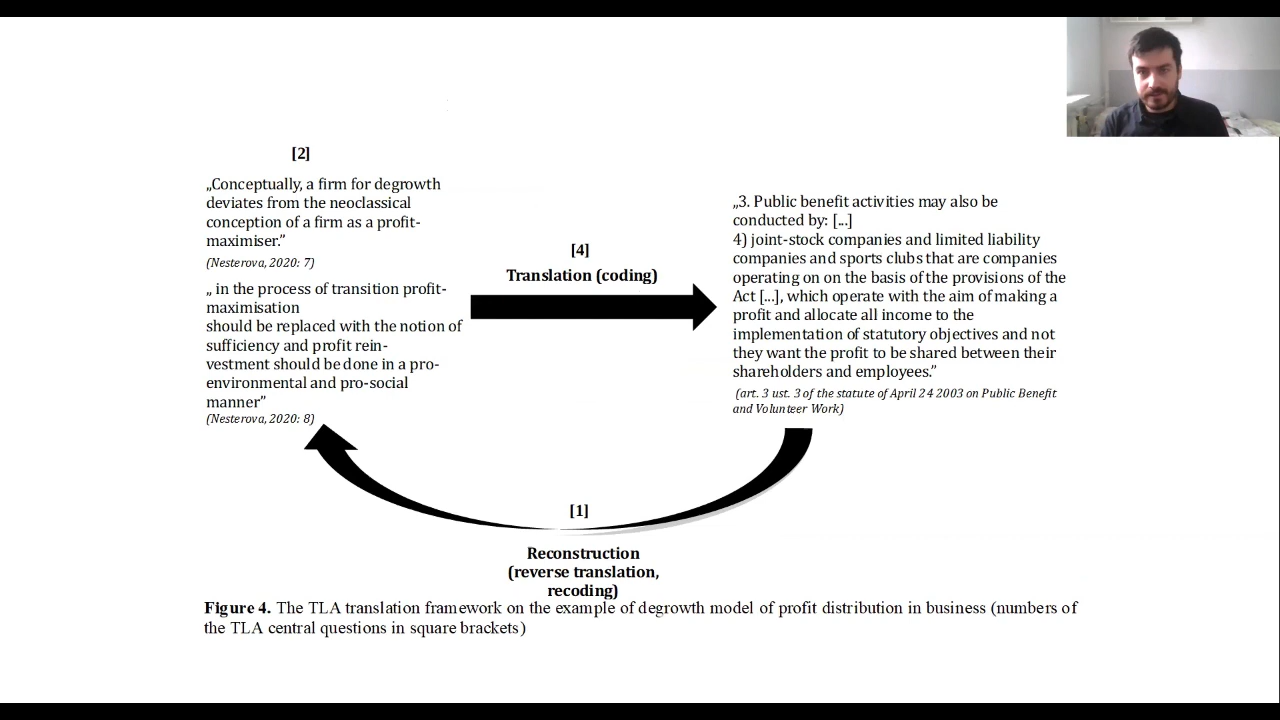 [2]
„Conceptually, a firm for degrowth
deviates from the neoclassical
conception of a firm as a profit-
maximiser.”
(Nesterova, 2020: 7)
„ in the process of transition profit-
maximisation
should be replaced with the notion of
sufficiency and profit rein-
vestment should be done in a pro-
environmental and pro-social
manner”
(Nesterova, 2020: 8)
[4]
Translation (coding)
„3. Public benefit activities may also be
conducted by: [...]
4) joint-stock companies and limited liability
companies and sports clubs that are companies
operating on on the basis of the provisions of the
Act [...], which operate with the aim of making a
profit and allocate all income to the
implementation of statutory objectives and not
they want the profit to be shared between their
shareholders and employees.”
(art. 3 ust. 3 of the statute of April 24 2003 on Public Benefit
and Volunteer Work)
[1]
Reconstruction
(reverse translation,
recoding)
Figure 4. The TLA translation framework on the example of degrowth model of profit distribution in business (numbers of
the TLA central questions in square brackets)